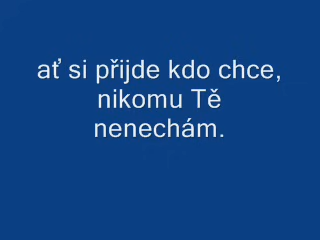 ať si přijde kdo chce,
nikomu Tě
nenechám.